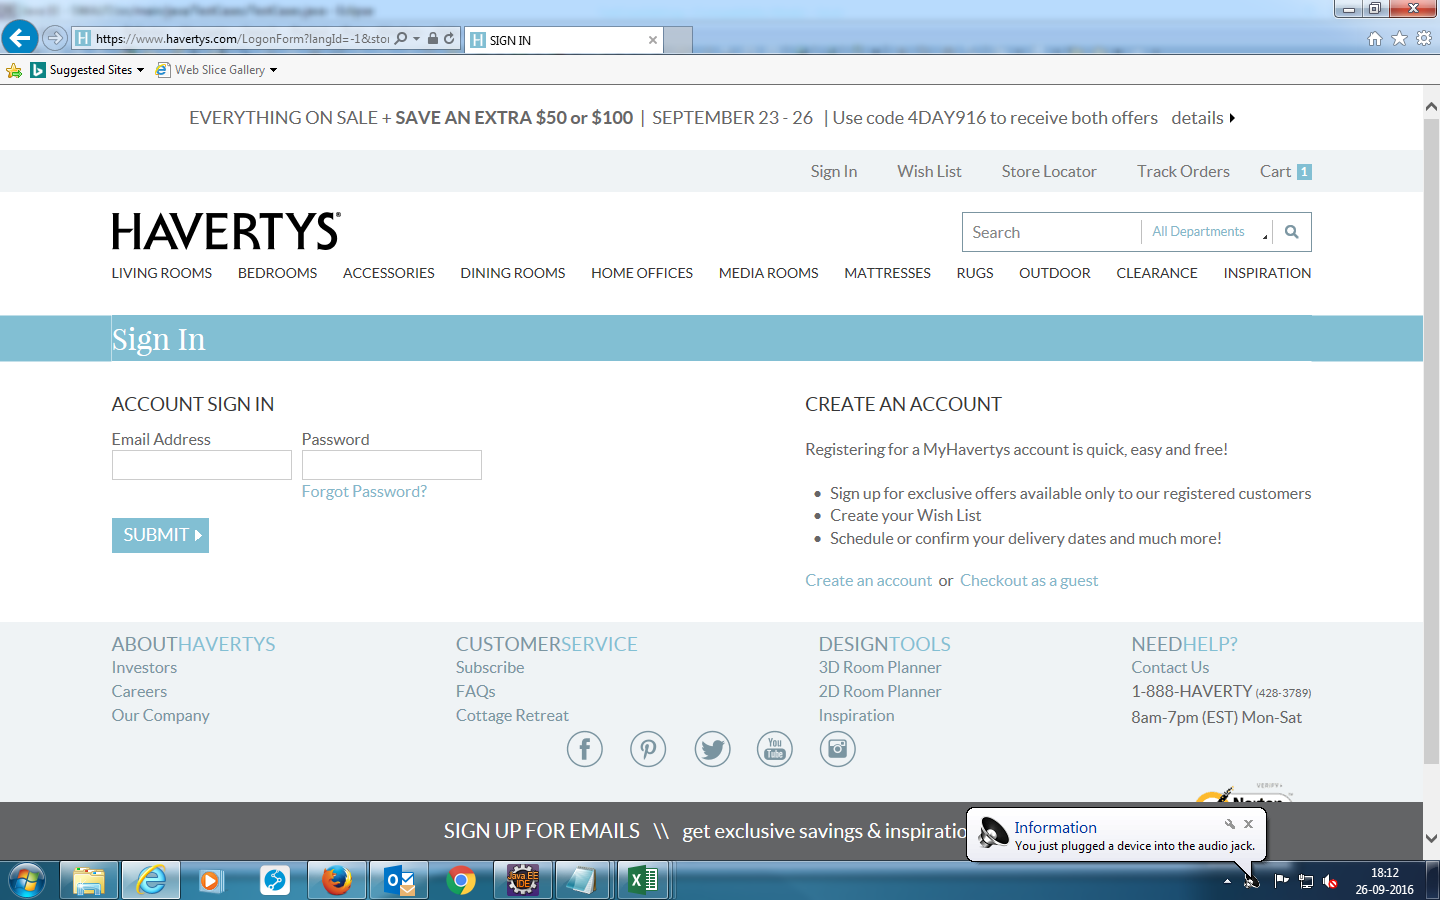 https://www.havertys.com/LogonForm?langId=-1&sto
SIGN IN
Suggested Sites
Web Slice Gallery
EVERYTHING ON SALE + SAVE AN EXTRA $50 or $100 | SEPTEMBER 23 - 26 | Use code 4DAY916 to receive both offers details
Sign In Wish List Store Locator Track Orders Cart 1
HAVERTYS®
Search All Departments
LIVING ROOMS BEDROOMS ACCESSORIES DINING ROOMS HOME OFFICES MEDIA ROOMS MATTRESSES RUGS OUTDOOR CLEARANCE INSPIRATION
Sign In
ACCOUNT SIGN IN
Email Address Password
Forgot Password?
SUBMIT
CREATE AN ACCOUNT
Registering for a MyHavertys account is quick, easy and free!
• Sign up for exclusive offers available only to our registered customers
• Create your Wish List
• Schedule or confirm your delivery dates and much more!
Create an account or Checkout as a guest
ABOUTHAVERTYS
Investors
Careers
Our Company
CUSTOMERSERVICE
Subscribe
FAQs
Cottage Retreat
DESIGNTOOLS
3D Room Planner
2D Room Planner
Inspiration
NEEDHELP?
Contact Us
1-888-HAVERTY (428-3789)
8am-7pm (EST) Mon-Sat
You
Tube
VERIFY
Norton
SIGN UP FOR EMAILS \\ get exclusive savings & inspiratio
Information
You just plugged a device into the audio jack.
Java EE
IDE
18:12
26-09-2016